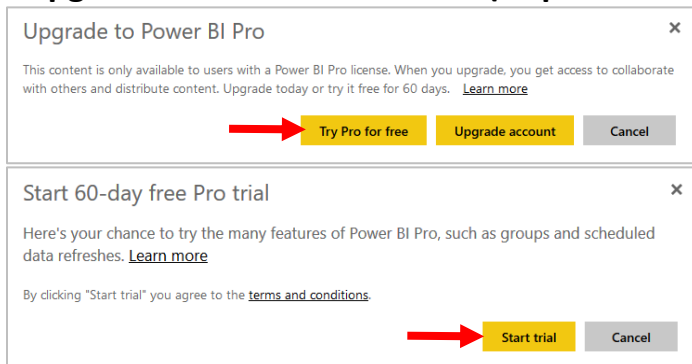 Upgrade to Power BI Pro
This content is only available to users with a Power BI Pro license. When you upgrade, you get access to collaborate
with others and distribute content. Upgrade today or try it free for 60 days. Learn more
Try Pro for free Upgrade account Cancel
Start 60-day free Pro trial
Here's your chance to try the many features of Power BI Pro, such as groups and scheduled
data refreshes. Learn more
By clicking "Start trial" you agree to the terms and conditions.
Start trial Cancel